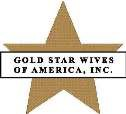 GOLD STAR WIVES
OF AMERICA, INC.